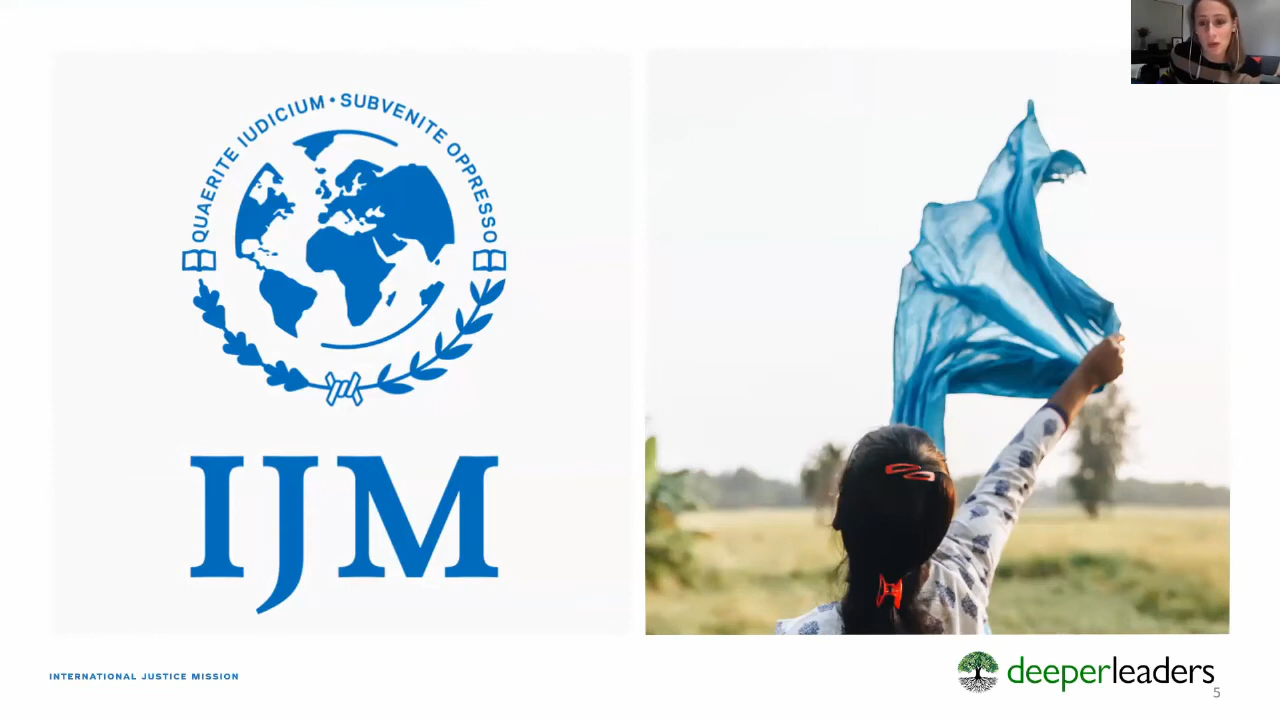 QUAERITE IUDICIUM • SUBVENITE OPPRESSO
IJM
INTERNATIONAL JUSTICE MISSION
deeperleaders
5